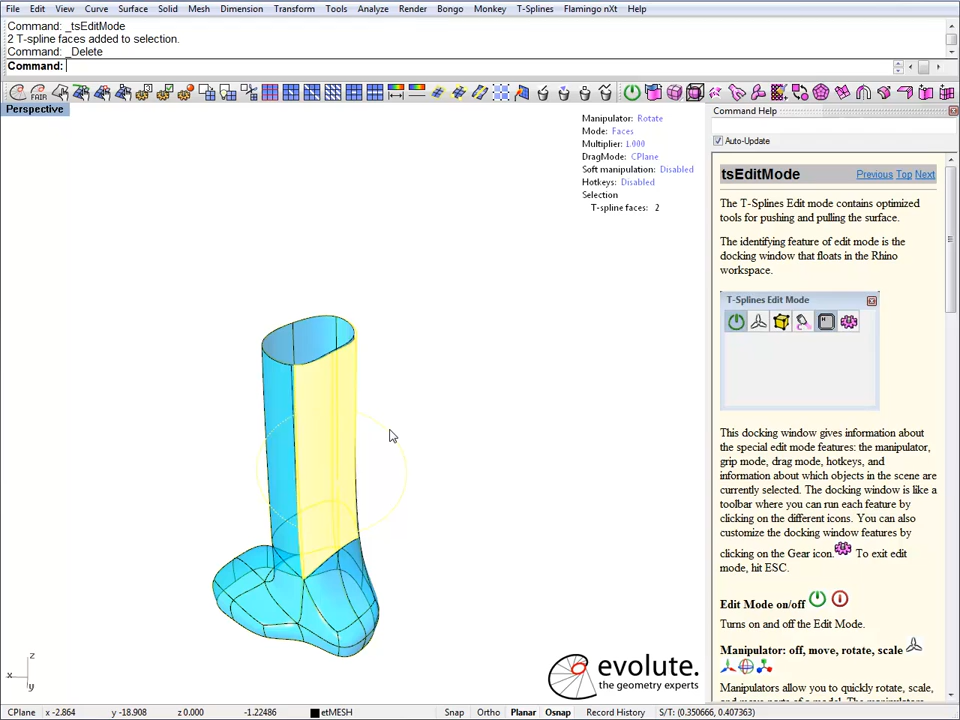 File Edit View Curve Surface Solid Mesh Dimension Transform Tools Analyze Render Bongo Monkey T-Splines Flamingo nXt Help
Command: _tsEditMode
2 T-spline faces added to selection.
Command: _Delete
Command:
FAIR
Perspective
Manipulator: Rotate
Mode: Faces
Multiplier: 1.000
DragMode: CPlane
Soft manipulation: Disabled
Hotkeys: Disabled
Selection
T-spline faces: 2
Command Help
Auto-Update
tsEditMode Previous Top Next
The T-Splines Edit mode contains optimized
tools for pushing and pulling the surface.
The identifying feature of edit mode is the
docking window that floats in the Rhino
workspace.
T-Splines Edit Mode
This docking window gives information about
the special edit mode features: the manipulator,
grip mode, drag mode, hotkeys, and
information about which objects in the scene are
currently selected. The docking window is like a
toolbar where you can run each feature by
clicking on the different icons. You can also
customize the docking window features by
clicking on the Gear icon. To exit edit
mode, hit ESC.
Edit Mode on/off
Turns on and off the Edit Mode.
Manipulator: off, move, rotate, scale
Manipulators allow you to quickly rotate, scale,
z
x
y
evolute.
the geometry experts
CPlane x -2.864 y -18.908 z 0.000 -1.22486 etMESH Snap Ortho Planar Osnap Record History S/T: (0.350666, 0.407363)